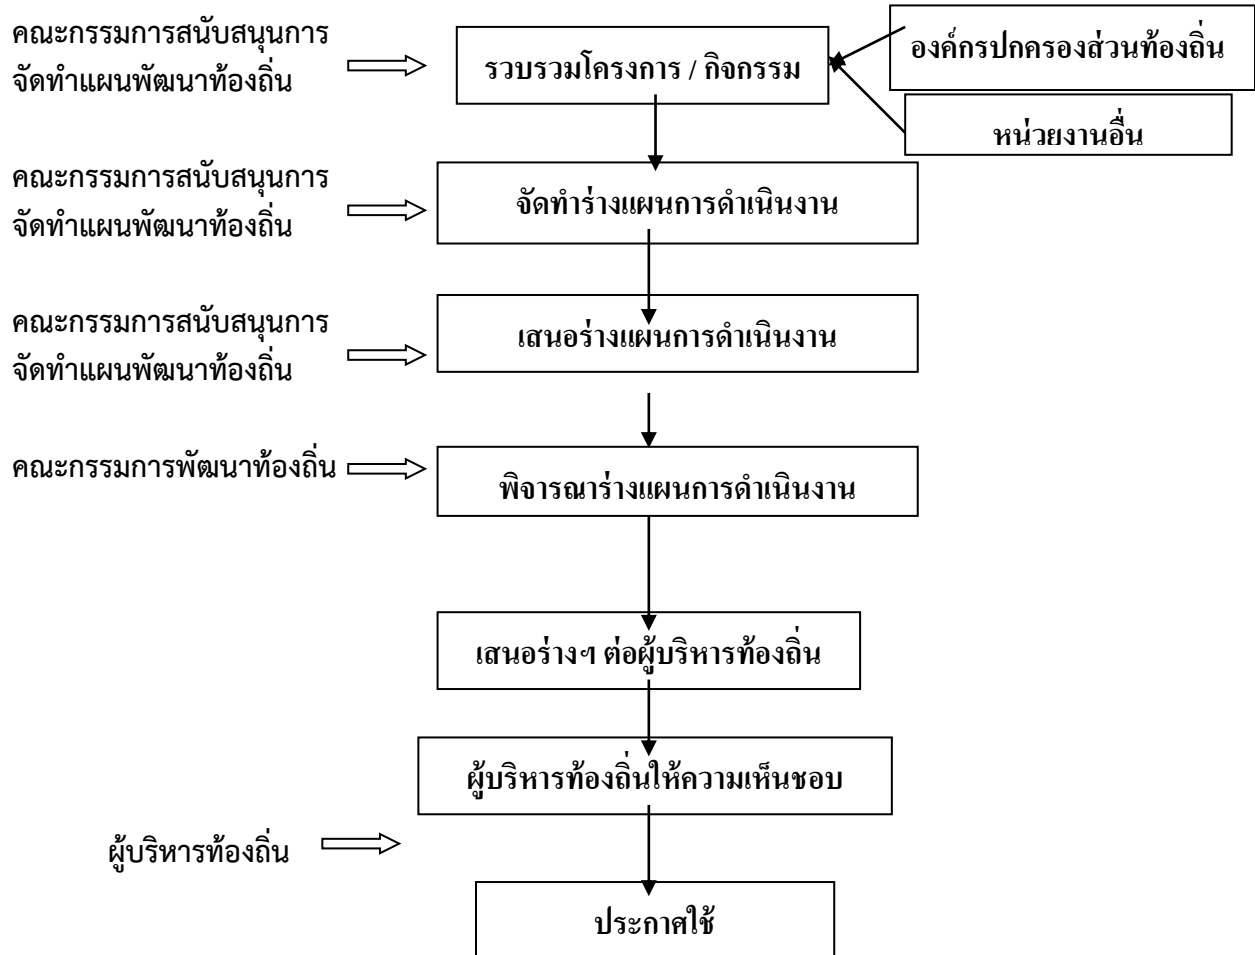 คณะกรรมการสนับสนุนการ
จัดทำแผนพัฒนาท้องถิ่น
รวบรวมโครงการ / กิจกรรม
องค์กรปกครองส่วนท้องถิ่น
หน่วยงานอื่น
คณะกรรมการสนับสนุนการ
จัดทำแผนพัฒนาท้องถิ่น
จัดทำร่างแผนการดำเนินงาน
คณะกรรมการสนับสนุนการ
จัดทำแผนพัฒนาท้องถิ่น
เสนอร่างแผนการดำเนินงาน
คณะกรรมการพัฒนาท้องถิ่น
พิจารณาร่างแผนการดำเนินงาน
เสนอร่างฯ ต่อผู้บริหารท้องถิ่น
ผู้บริหารท้องถิ่นให้ความเห็นชอบ
ผู้บริหารท้องถิ่น
ประกาศใช้